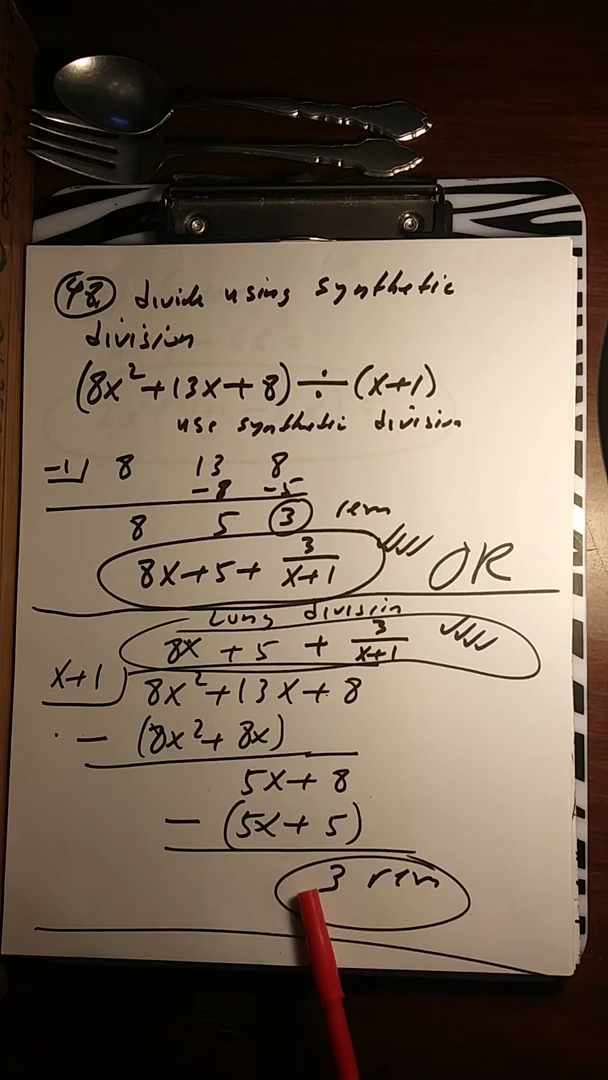 48 divide using synthetic
division
(8x²+13x+8)÷(x+1)
use synthetic division
-1 8 13 8
-8 -5
8 5 3 rem
8x+5+ 3/(x+1) OR
Long division
8x + 5 + 3/(x+1)
x+1 8x²+13x+8
- (8x²+8x)
5x+8
- (5x+5)
3 rem